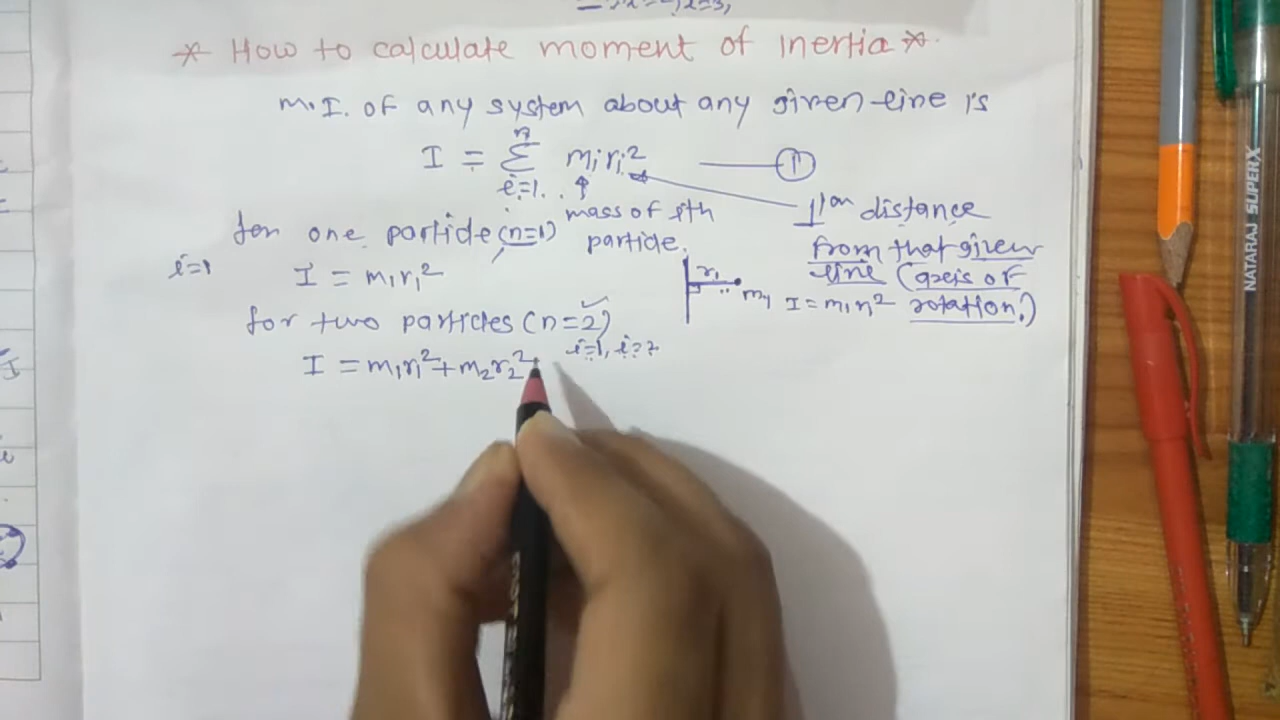 * How to calculate moment of inertia *
m.I. of any system about any given line is
I = n∑i=1 miri² ——— ①
mass of ith particle.
⊥lar distance
from that given
line (axis of
rotation.)
for one particle (n=1)
i=1
I = m₁r₁²
r₁
m₁ I = m₁r₁²
for two particles (n=2)
i=1, i=2
I = m₁r₁² + m₂r₂²
NATARAJ SUPERX